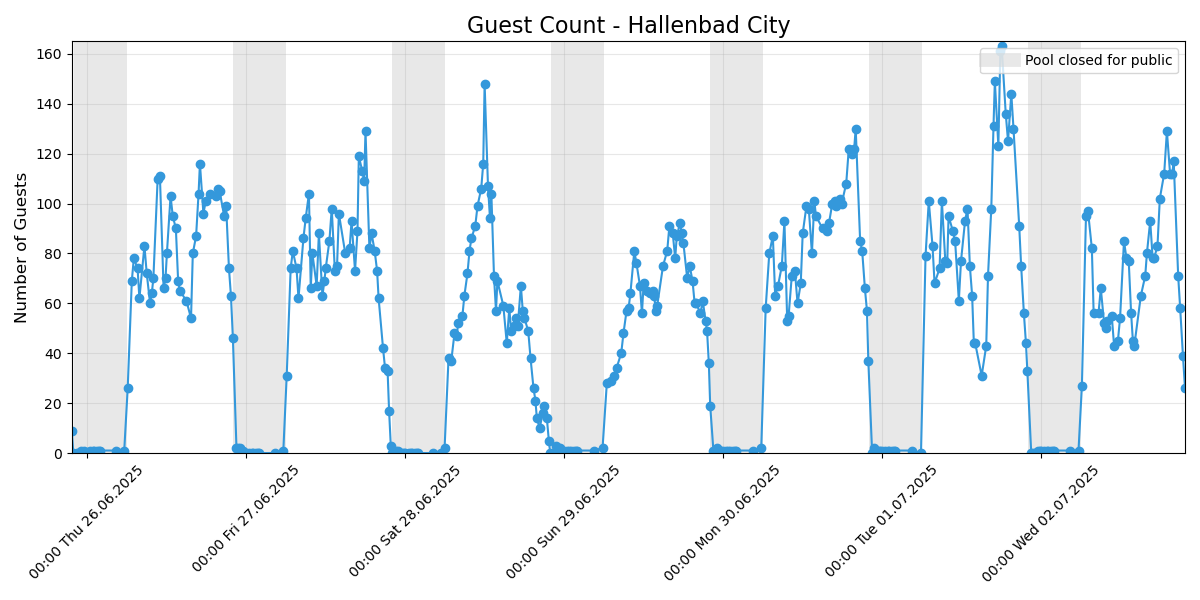 Guest Count - Hallenbad City
Number of Guests
160
140
120
100
80
60
40
20
0
Pool closed for public
00:00 Thu 26.06.2025
00:00 Fri 27.06.2025
00:00 Sat 28.06.2025
00:00 Sun 29.06.2025
00:00 Mon 30.06.2025
00:00 Tue 01.07.2025
00:00 Wed 02.07.2025